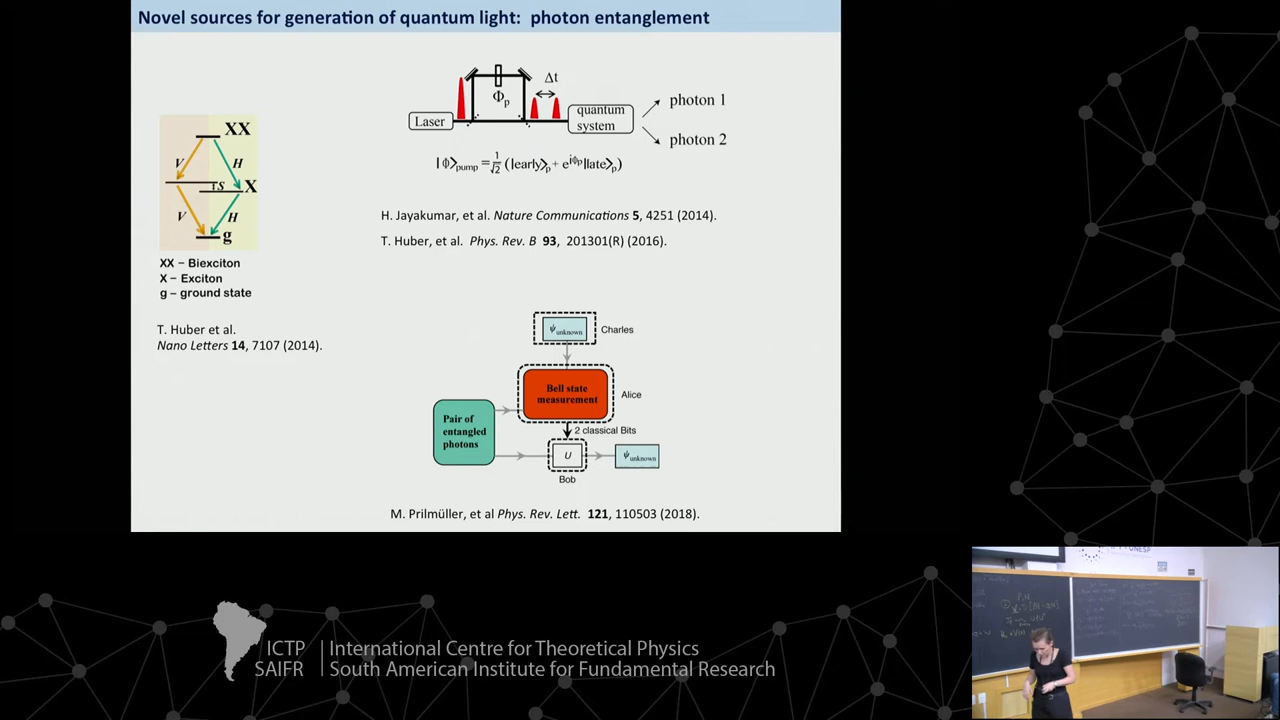 Novel sources for generation of quantum light: photon entanglement
Δt
Φp
Laser
quantum
system
photon 1
photon 2
|ϕ>pump = 1/√2 (|early>p + e^iϕp |late>p)
XX
V
H
S
X
V
H
g
XX – Biexciton
X – Exciton
g – ground state
T. Huber et al.
Nano Letters 14, 7107 (2014).
H. Jayakumar, et al. Nature Communications 5, 4251 (2014).
T. Huber, et al. Phys. Rev. B 93, 201301(R) (2016).
ψunknown
Charles
Bell state
measurement
Alice
Pair of
entangled
photons
2 classical Bits
U
ψunknown
Bob
M. Prilmüller, et al Phys. Rev. Lett. 121, 110503 (2018).
ICTP
SAIFR
International Centre for Theoretical Physics
South American Institute for Fundamental Research